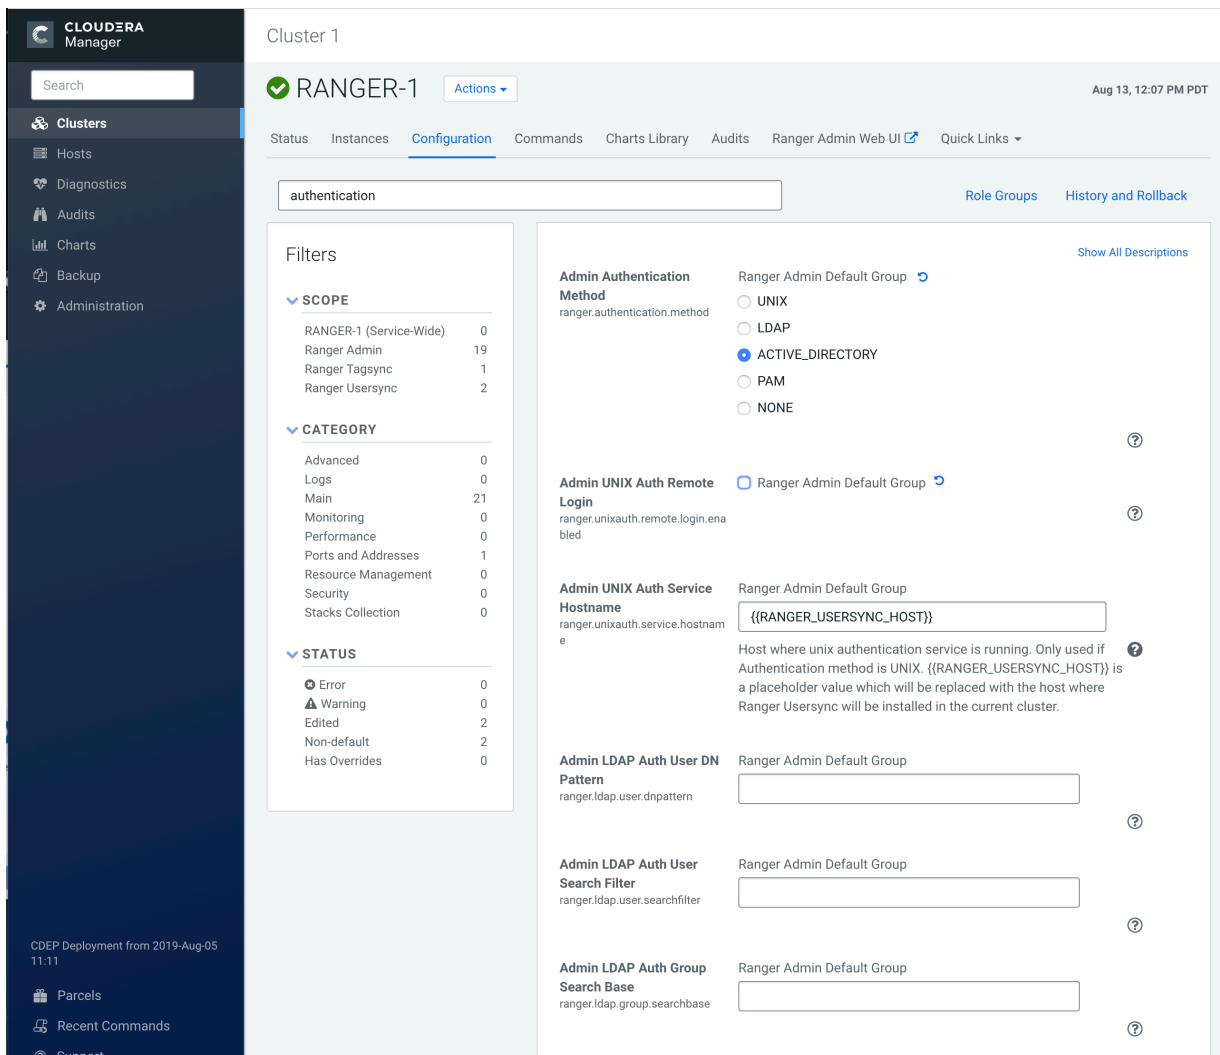 CLOUDERA
Manager
Search
Clusters
Hosts
Diagnostics
Audits
Charts
Backup
Administration
CDEP Deployment from 2019-Aug-05
11:11
Parcels
Recent Commands
Support
Cluster 1
RANGER-1
Actions
Aug 13, 12:07 PM PDT
Status Instances Configuration Commands Charts Library Audits Ranger Admin Web UI Quick Links
authentication
Role Groups History and Rollback
Filters
SCOPE
RANGER-1 (Service-Wide) 0
Ranger Admin 19
Ranger Tagsync 1
Ranger Usersync 2
CATEGORY
Advanced 0
Logs 0
Main 21
Monitoring 0
Performance 0
Ports and Addresses 1
Resource Management 0
Security 0
Stacks Collection 0
STATUS
Error 0
Warning 0
Edited 2
Non-default 2
Has Overrides 0
Show All Descriptions
Admin Authentication
Method
ranger.authentication.method
Ranger Admin Default Group
UNIX
LDAP
ACTIVE_DIRECTORY
PAM
NONE
Admin UNIX Auth Remote
Login
ranger.unixauth.remote.login.ena
bled
Ranger Admin Default Group
Admin UNIX Auth Service
Hostname
ranger.unixauth.service.hostnam
e
Ranger Admin Default Group
{{RANGER_USERSYNC_HOST}}
Host where unix authentication service is running. Only used if
Authentication method is UNIX. {{RANGER_USERSYNC_HOST}} is
a placeholder value which will be replaced with the host where
Ranger Usersync will be installed in the current cluster.
Admin LDAP Auth User DN
Pattern
ranger.ldap.user.dnpattern
Ranger Admin Default Group
Admin LDAP Auth User
Search Filter
ranger.ldap.user.searchfilter
Ranger Admin Default Group
Admin LDAP Auth Group
Search Base
ranger.ldap.group.searchbase
Ranger Admin Default Group